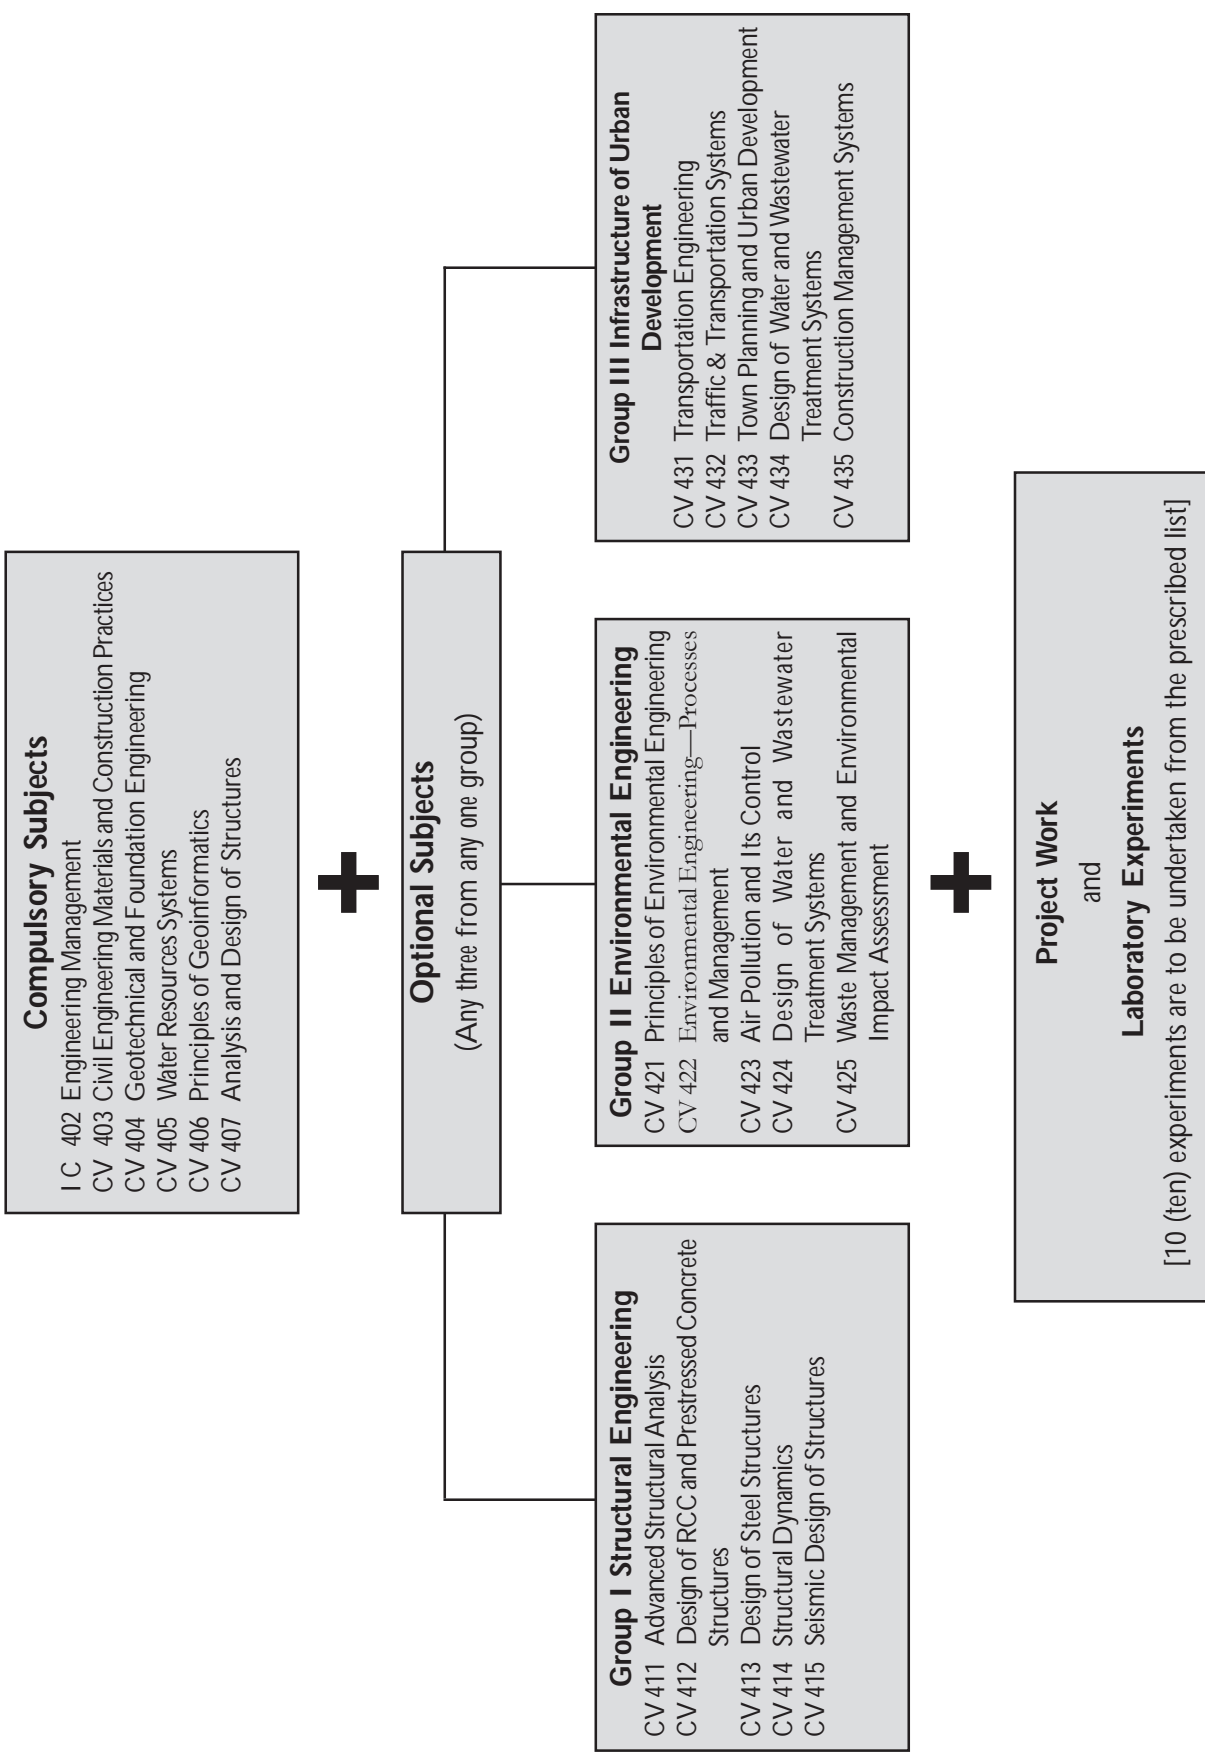 Compulsory Subjects
IC 402 Engineering Management
CV 403 Civil Engineering Materials and Construction Practices
CV 404 Geotechnical and Foundation Engineering
CV 405 Water Resources Systems
CV 406 Principles of Geoinformatics
CV 407 Analysis and Design of Structures
+
Optional Subjects
(Any three from any one group)
Group I Structural Engineering
CV 411 Advanced Structural Analysis
CV 412 Design of RCC and Prestressed Concrete
Structures
CV 413 Design of Steel Structures
CV 414 Structural Dynamics
CV 415 Seismic Design of Structures
Group II Environmental Engineering
CV 421 Principles of Environmental Engineering
CV 422 Environmental Engineering—Processes
and Management
CV 423 Air Pollution and Its Control
CV 424 Design of Water and Wastewater
Treatment Systems
CV 425 Waste Management and Environmental
Impact Assessment
Group III Infrastructure of Urban
Development
CV 431 Transportation Engineering
CV 432 Traffic & Transportation Systems
CV 433 Town Planning and Urban Development
CV 434 Design of Water and Wastewater
Treatment Systems
CV 435 Construction Management Systems
+
Project Work
and
Laboratory Experiments
[10 (ten) experiments are to be undertaken from the prescribed list]